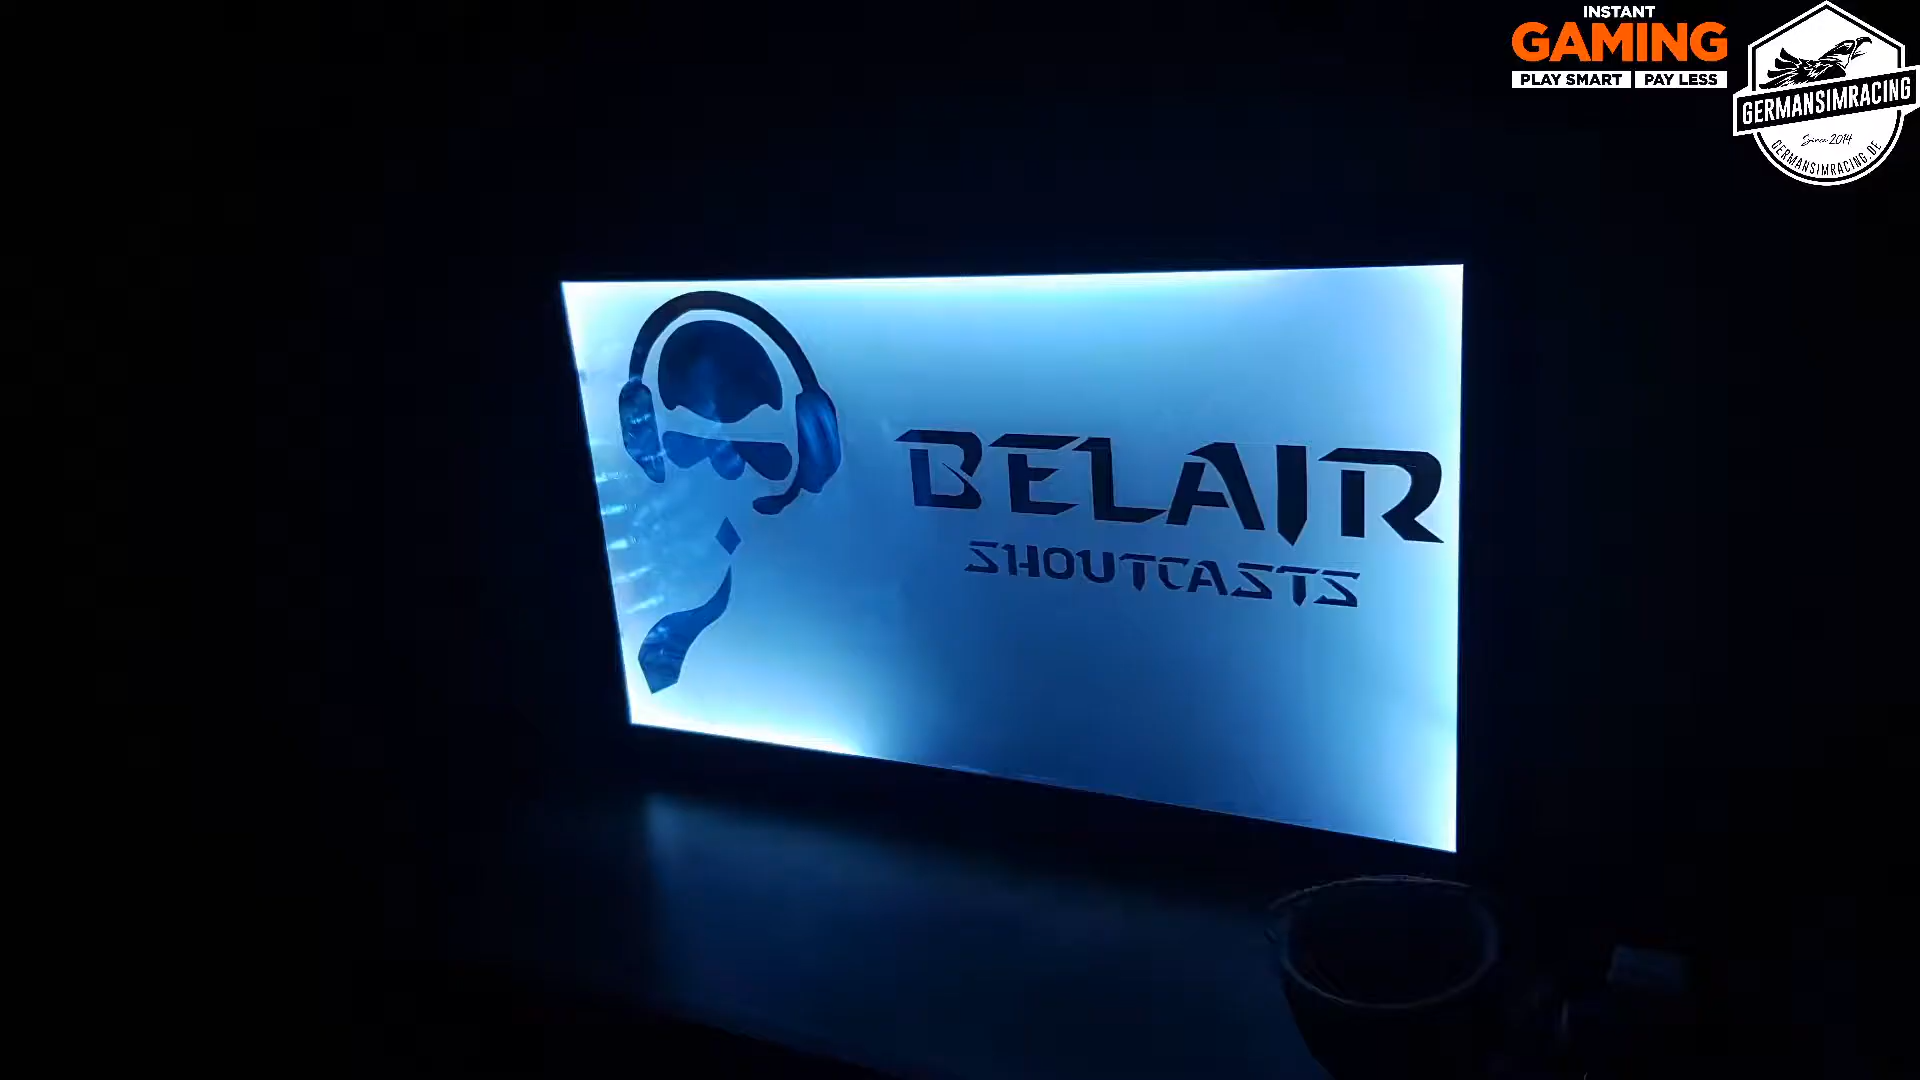 INSTANT
GAMING
PLAY SMART PAY LESS
GERMANSIMRACING
Since 2014
GERMANSIMRACING.DE
BELAIR
SHOUTCASTS